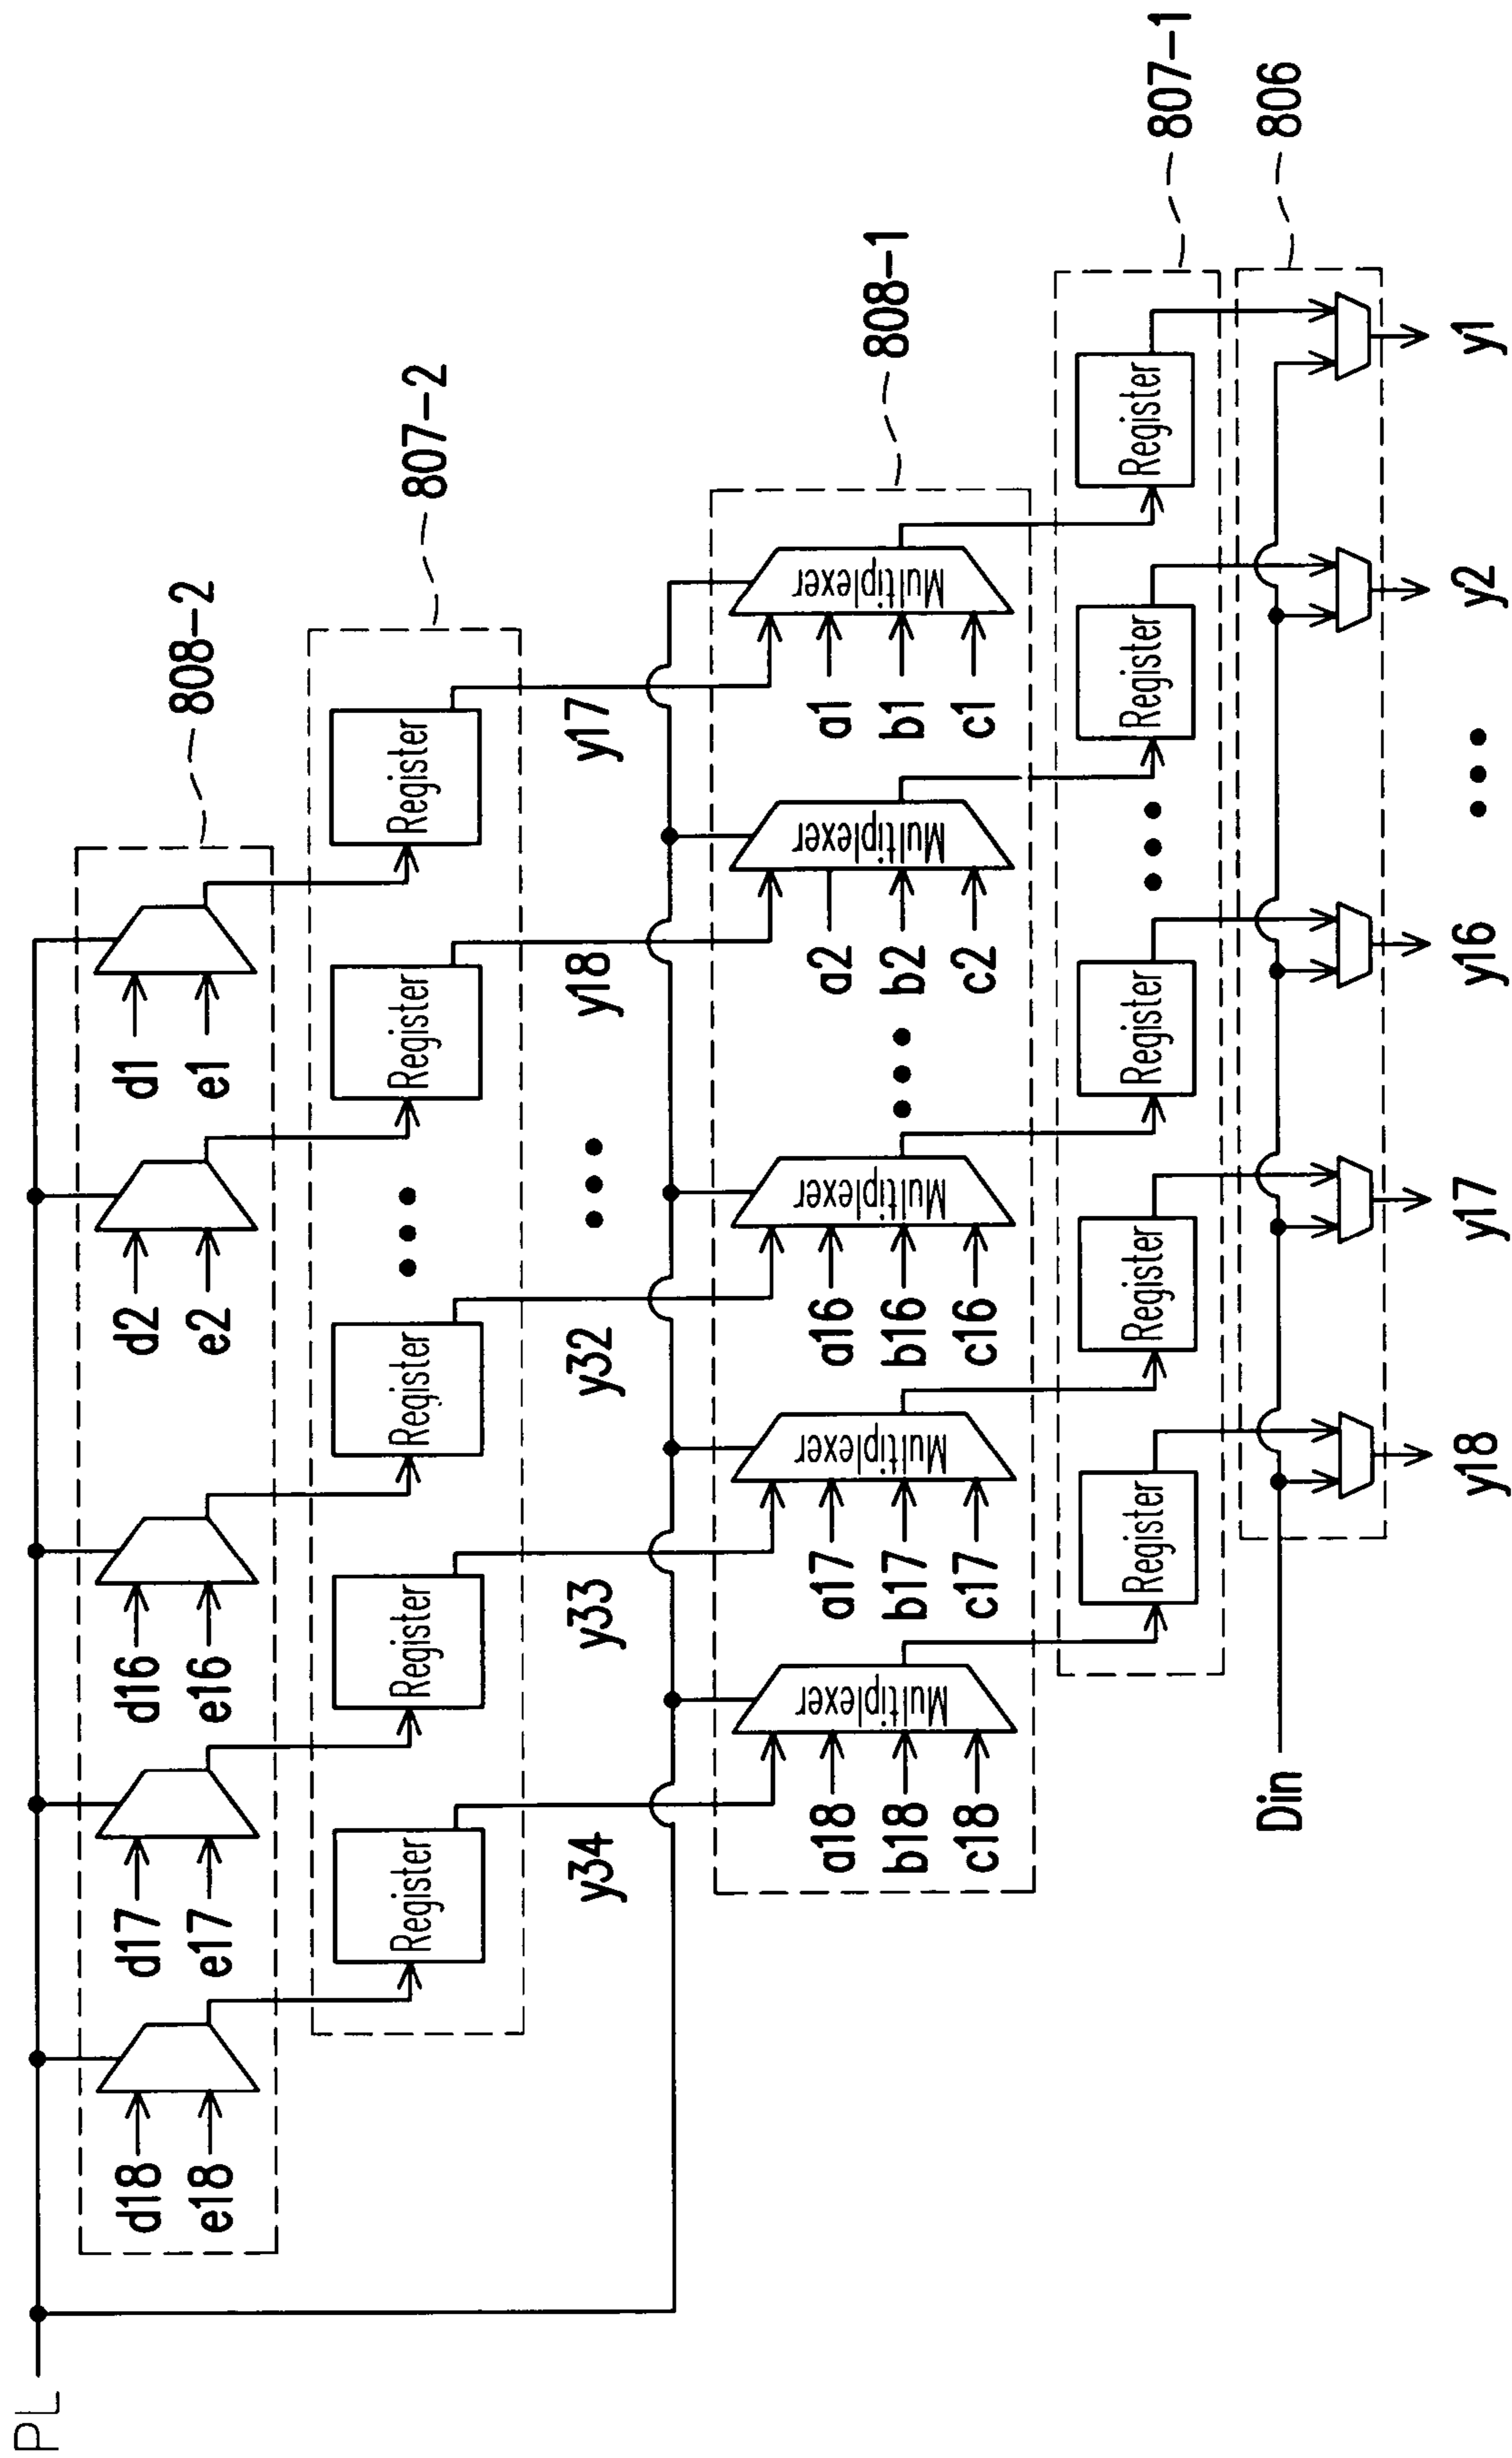 PL
d18
e18
d17
e17
d16
e16
d2
e2
d1
e1
808-2
Register
Register
Register
•••
Register
Register
807-2
y34
y33
y32
•••
y18
y17
a18
b18
c18
Multiplexer
a17
b17
c17
Multiplexer
a16
b16
c16
Multiplexer
•••
a2
b2
c2
Multiplexer
a1
b1
c1
Multiplexer
808-1
Register
Register
Register
•••
Register
Register
807-1
Din
806
y18
y17
y16
•••
y2
y1